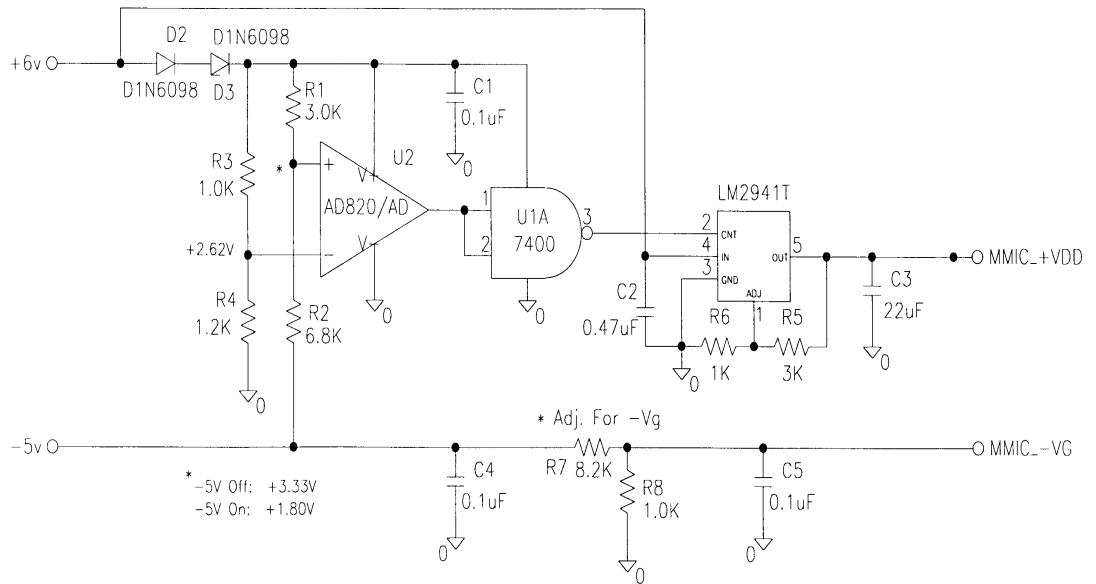 D2
D1N6098
+6v
D1N6098
D3
R1
3.0K
C1
0.1uF
0
R3
1.0K
*
+
V+
U2
AD820/AD
V-
-
+2.62V
0
1
2
U1A
7400
3
0
LM2941T
2
CNT
4
IN
3
GND
OUT
5
ADJ
1
MMIC_+VDD
C2
0.47uF
R6
1K
R5
3K
C3
22uF
0
0
R4
1.2K
0
R2
6.8K
-5v
* Adj. For -Vg
R7
8.2K
MMIC_-VG
*
-5V Off: +3.33V
-5V On: +1.80V
C4
0.1uF
0
R8
1.0K
0
C5
0.1uF
0